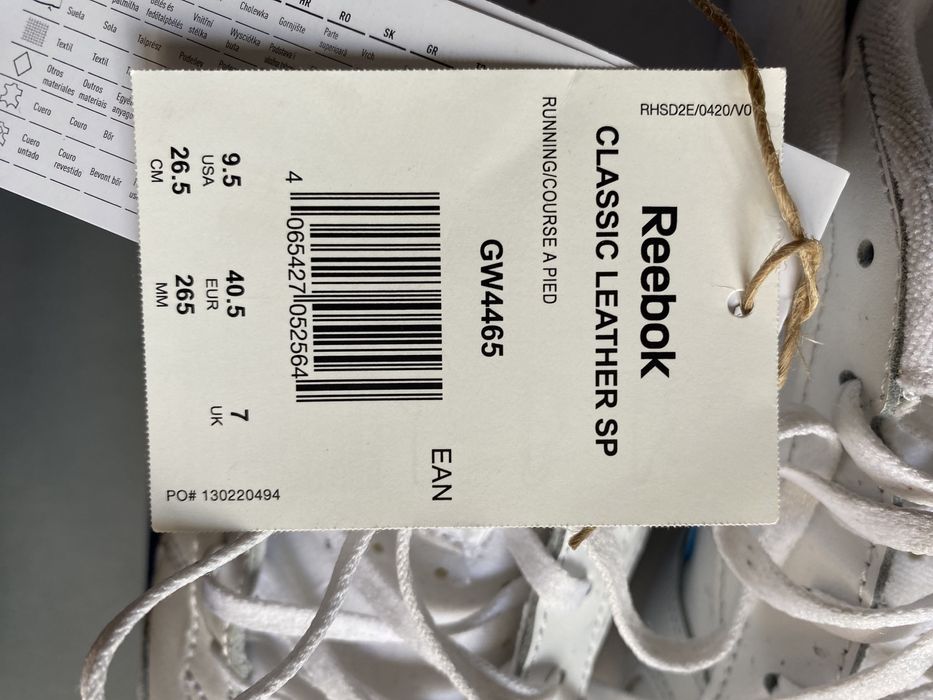 RHSD2E/0420/V0
Reebok
CLASSIC LEATHER SP
RUNNING/COURSE A PIED
GW4465
EAN
4 065427 052564
9.5 40.5 7
USA EUR UK
26.5 265
CM MM
PO# 130220494
HR RO SK GR
Cholewka Gornjište Parte superioară Vrch
Vnitřní stélka Wyściółka
Suela Sola Talprész
Textil Textil
Otros materiales Outros materiais
Cuero Couro Bőr
Cuero untado Couro revestido Bevont bőr